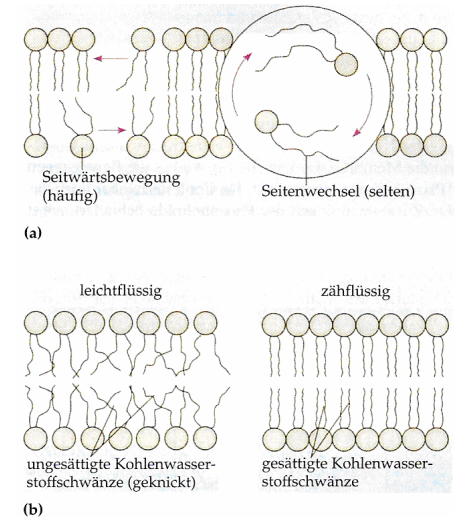 Seitwärtsbewegung
(häufig)
Seitenwechsel (selten)
(a)
leichtflüssig
zähflüssig
ungesättigte Kohlenwasser-
stoffschwänze (geknickt)
gesättigte Kohlenwasser-
stoffschwänze
(b)